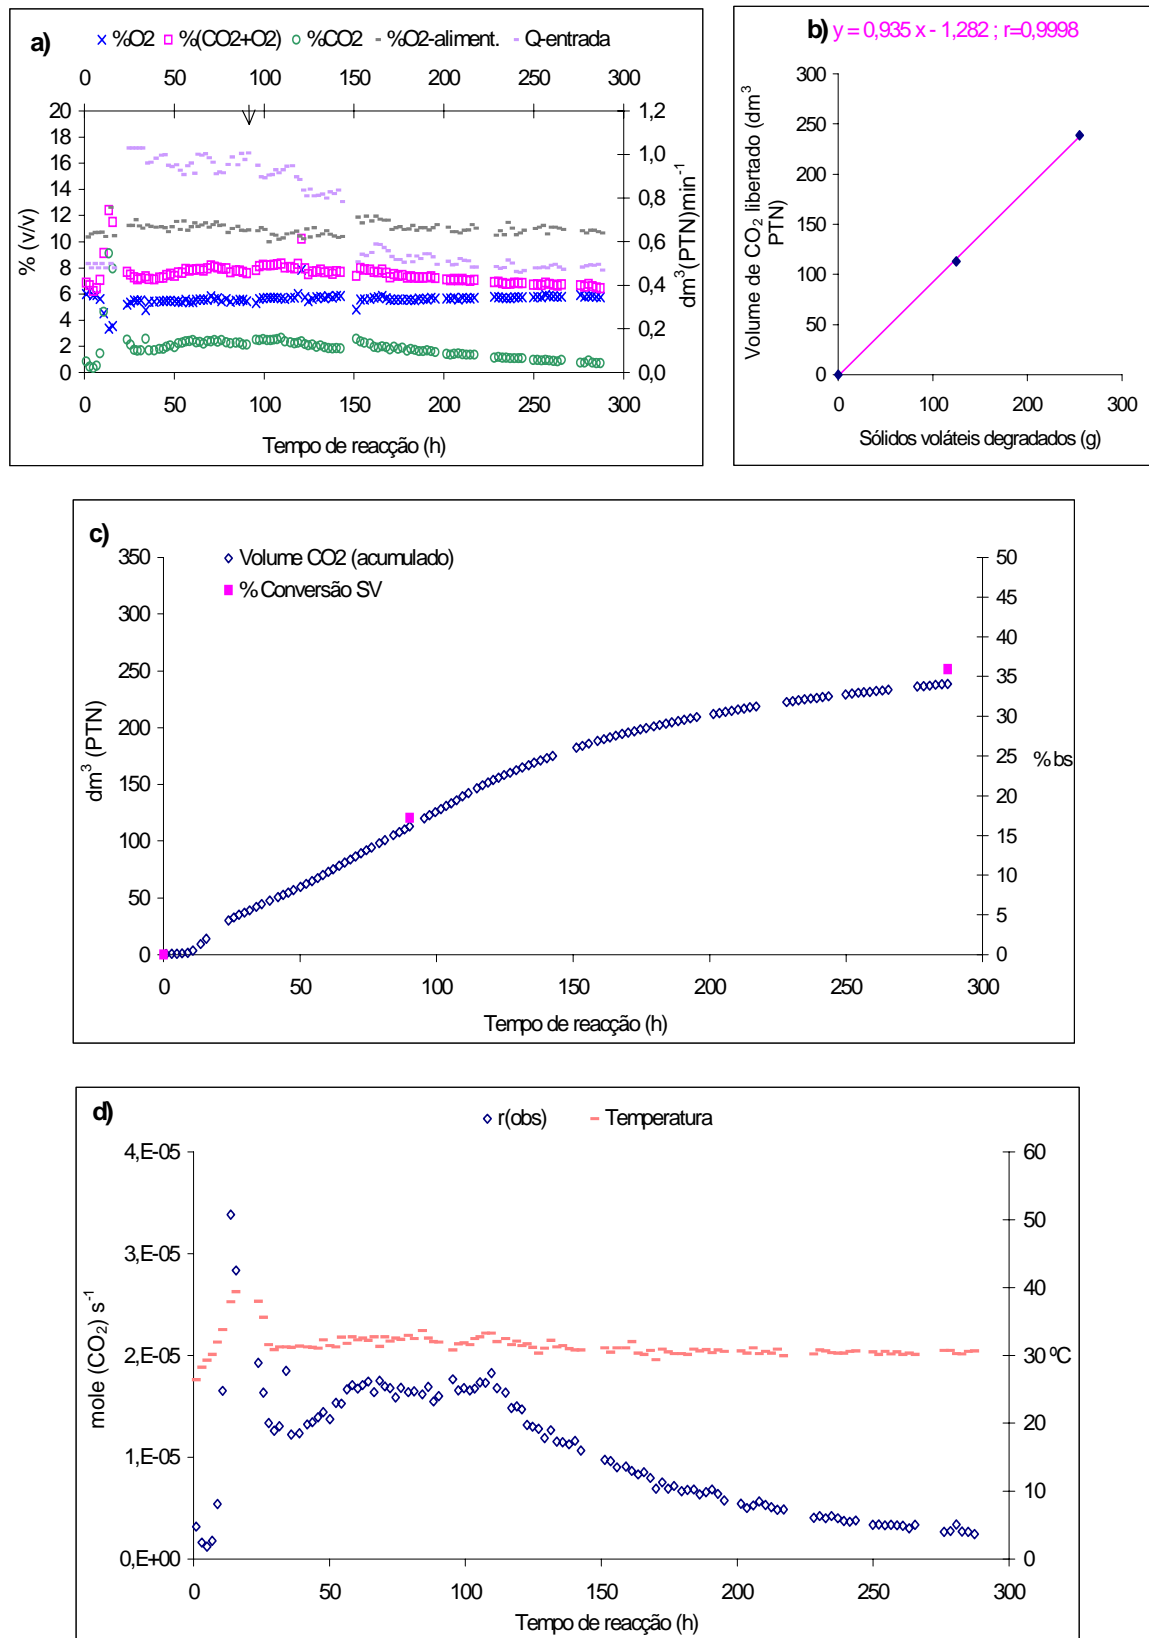 a)
%O2 %(CO2+O2) %CO2 %O2-aliment. Q-entrada
0 50 100 150 200 250 300
20
18
16
14
12
10
8
6
4
2
0
% (v/v)
1,2
1,0
0,8
0,6
0,4
0,2
0,0
dm³(PTN)min⁻¹
0 50 100 150 200 250 300
Tempo de reacção (h)
b) y = 0,935 x - 1,282 ; r=0,9998
300
250
200
150
100
50
0
Volume de CO₂ libertado (dm³
PTN)
0 100 200 300
Sólidos voláteis degradados (g)
c)
Volume CO2 (acumulado)
% Conversão SV
350
300
250
200
150
100
50
0
dm³ (PTN)
50
45
40
35
30
25
20
15
10
5
0
% bs
0 50 100 150 200 250 300
Tempo de reacção (h)
d)
r(obs) Temperatura
4,E-05
3,E-05
2,E-05
1,E-05
0,E+00
mole (CO₂) s⁻¹
60
50
40
30
20
10
0
ºC
0 50 100 150 200 250 300
Tempo de reacção (h)